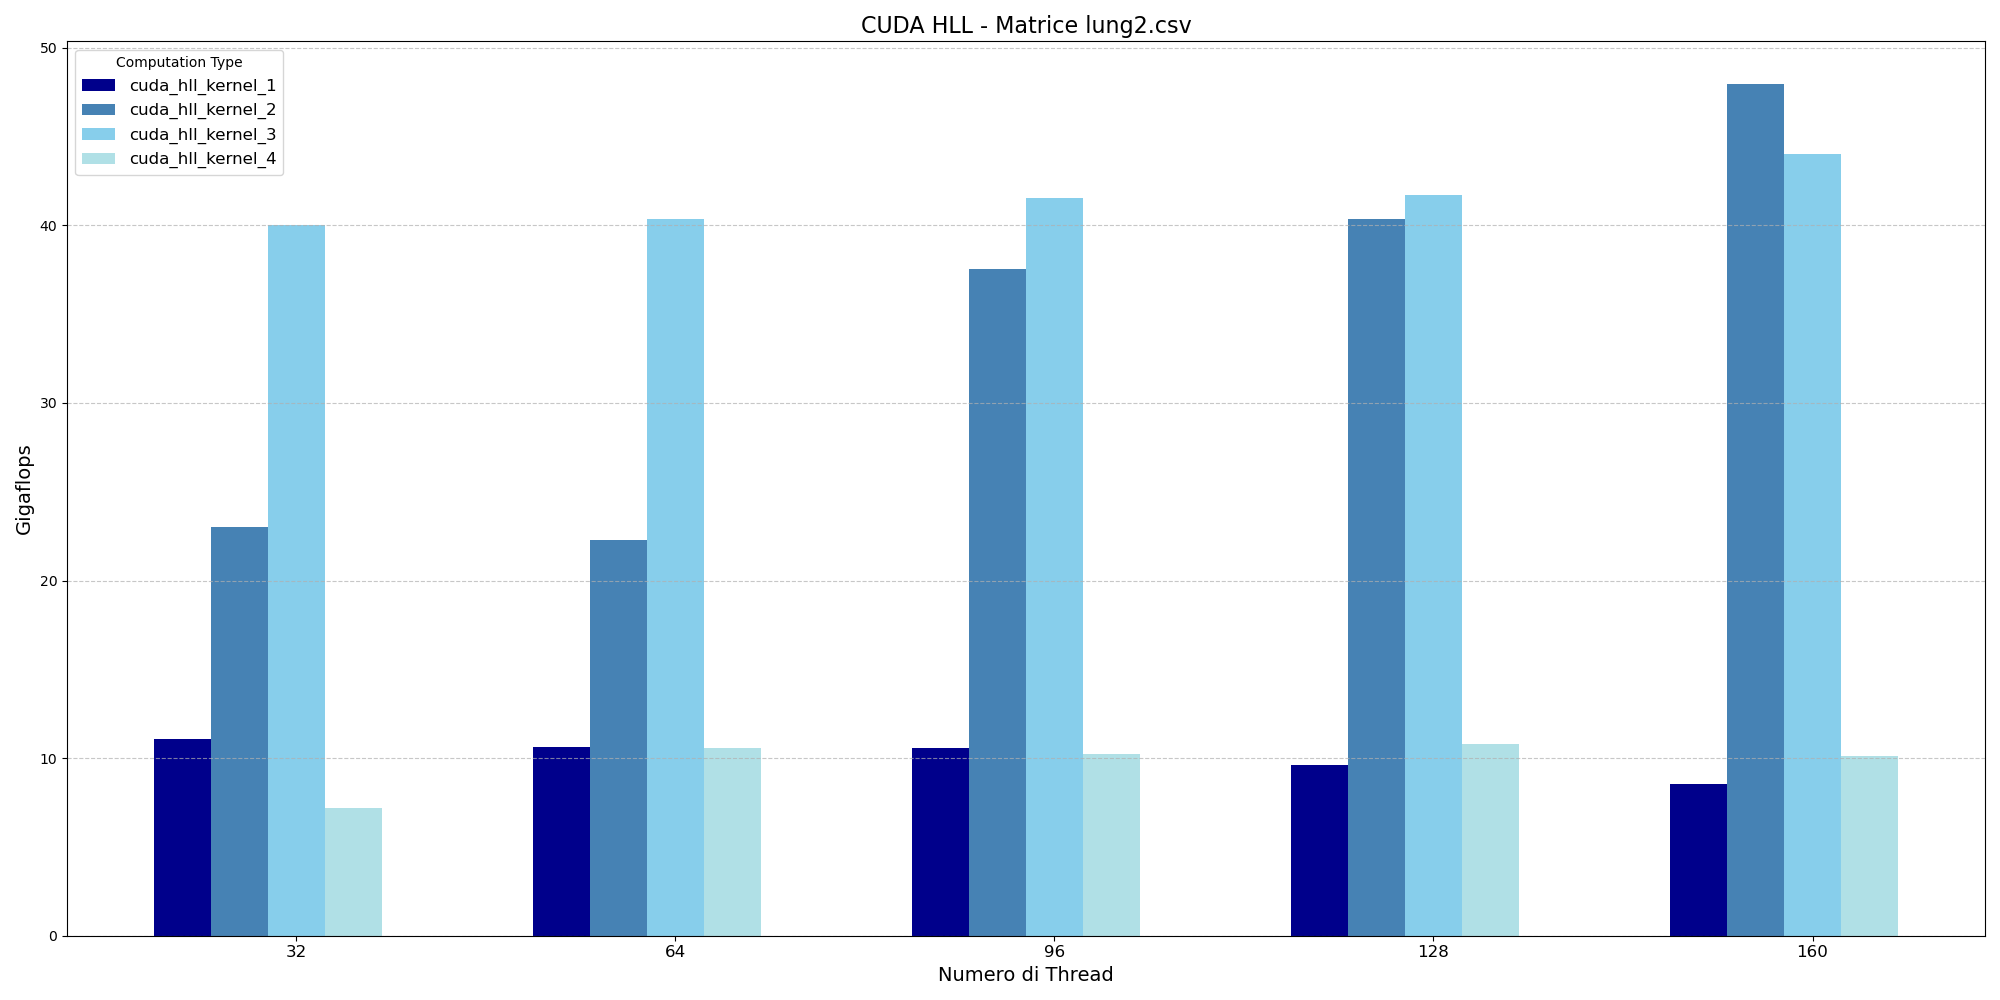 CUDA HLL - Matrice lung2.csv
50
40
30
20
10
0
Gigaflops
Computation Type
cuda_hll_kernel_1
cuda_hll_kernel_2
cuda_hll_kernel_3
cuda_hll_kernel_4
32 64 96 128 160
Numero di Thread